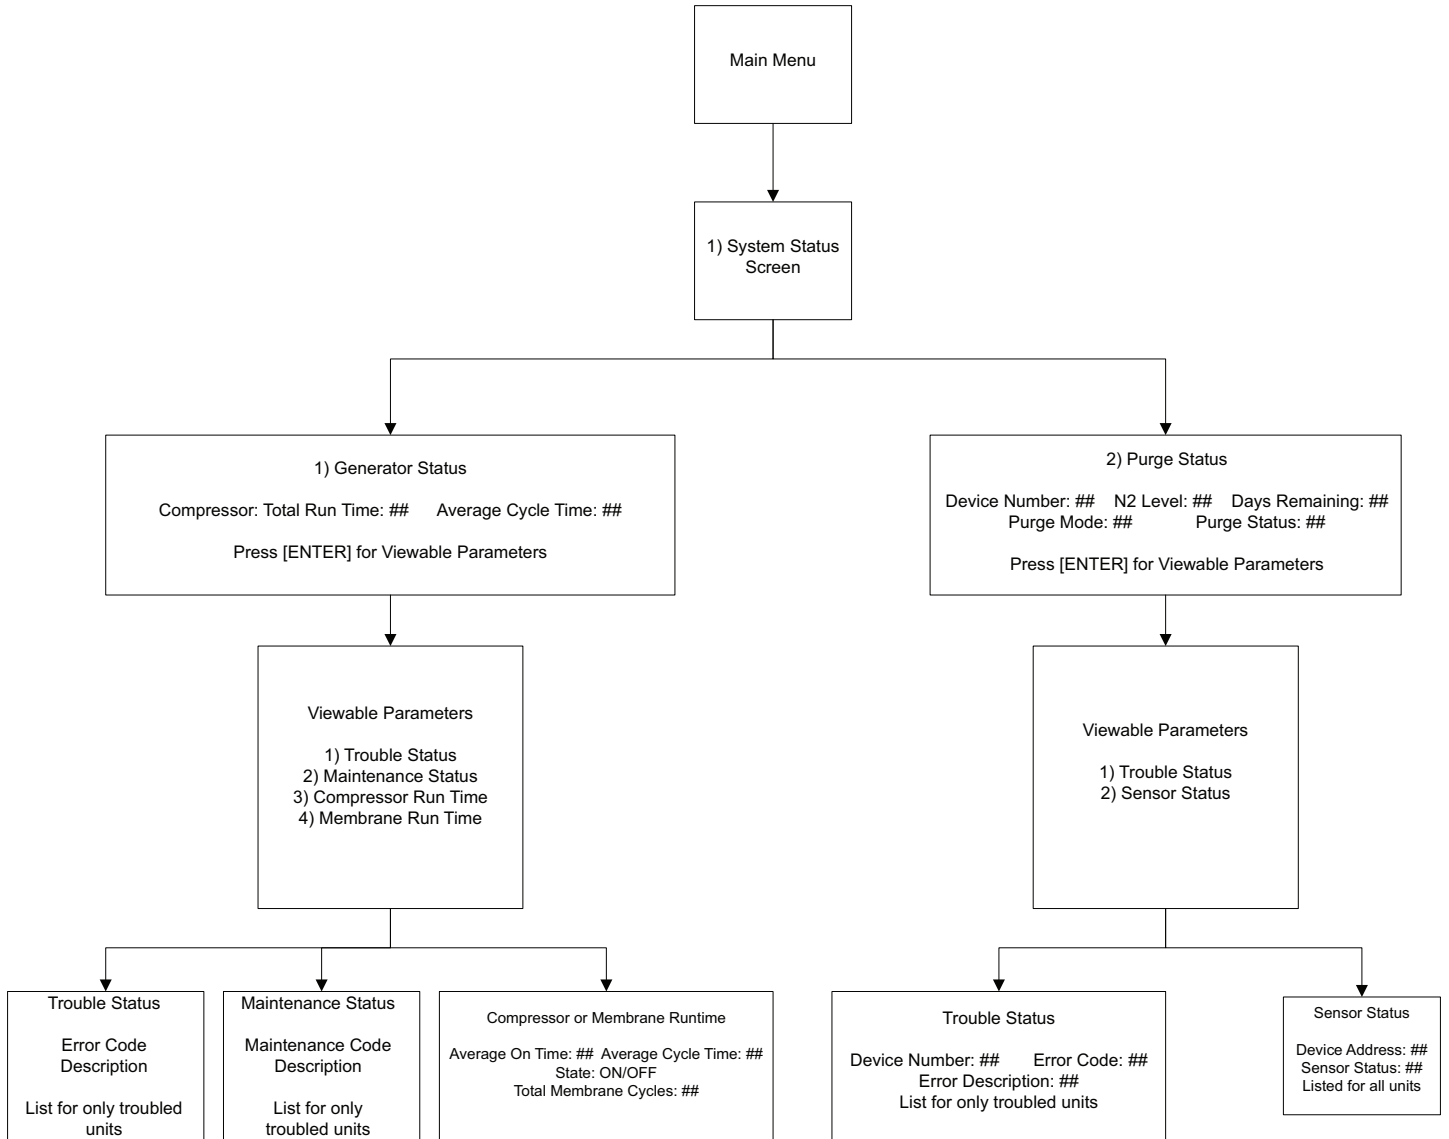 Main Menu
1) System Status
Screen
1) Generator Status
Compressor: Total Run Time: ## Average Cycle Time: ##
Press [ENTER] for Viewable Parameters
2) Purge Status
Device Number: ## N2 Level: ## Days Remaining: ##
Purge Mode: ## Purge Status: ##
Press [ENTER] for Viewable Parameters
Viewable Parameters
1) Trouble Status
2) Maintenance Status
3) Compressor Run Time
4) Membrane Run Time
Viewable Parameters
1) Trouble Status
2) Sensor Status
Trouble Status
Error Code
Description
List for only troubled
units
Maintenance Status
Maintenance Code
Description
List for only
troubled units
Compressor or Membrane Runtime
Average On Time: ## Average Cycle Time: ##
State: ON/OFF
Total Membrane Cycles: ##
Trouble Status
Device Number: ## Error Code: ##
Error Description: ##
List for only troubled units
Sensor Status
Device Address: ##
Sensor Status: ##
Listed for all units